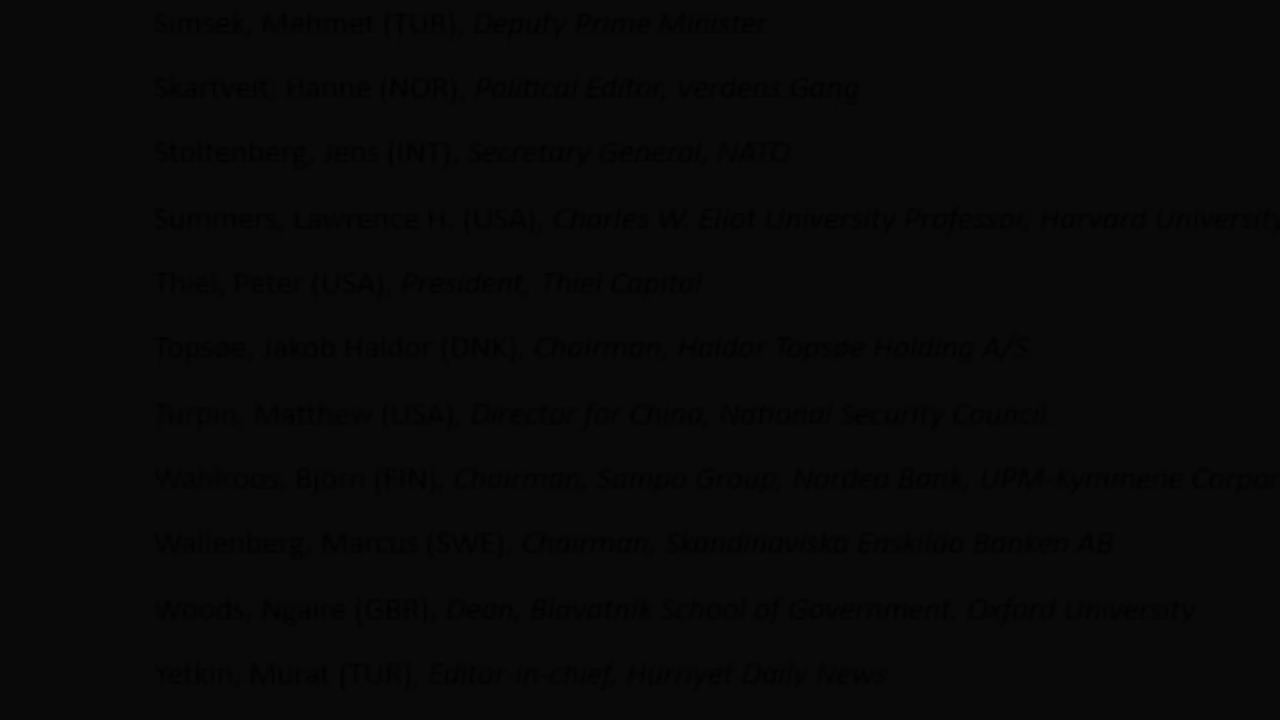 Simsek, Mehmet (TUR), Deputy Prime Minister
Skartveit, Hanne (NOR), Political Editor, Verdens Gang
Stoltenberg, Jens (INT), Secretary General, NATO
Summers, Lawrence H. (USA), Charles W. Eliot University Professor, Harvard University
Thiel, Peter (USA), President, Thiel Capital
Topsøe, Jakob Haldor (DNK), Chairman, Haldor Topsøe Holding A/S
Turpin, Matthew (USA), Director for China, National Security Council
Wahlroos, Björn (FIN), Chairman, Sampo Group, Nordea Bank, UPM-Kymmene Corpor
Wallenberg, Marcus (SWE), Chairman, Skandinaviska Enskilda Banken AB
Woods, Ngaire (GBR), Dean, Blavatnik School of Government, Oxford University
Yetkin, Murat (TUR), Editor-in-chief, Hürriyet Daily News